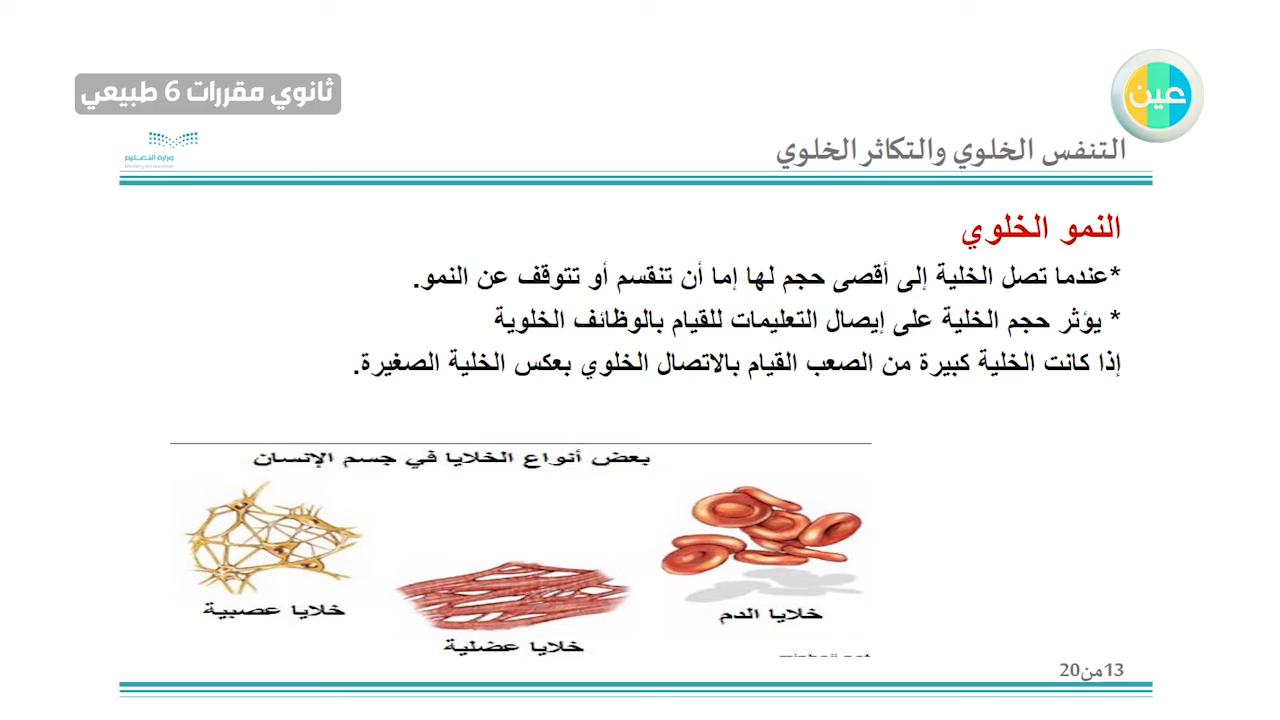 ثانوي مقررات 6 طبيعي
عين
وزارة التعليم
Ministry of Education
التنفس الخلوي والتكاثر الخلوي
النمو الخلوي
*عندما تصل الخلية إلى أقصى حجم لها إما أن تنقسم أو تتوقف عن النمو.
* يؤثر حجم الخلية على إيصال التعليمات للقيام بالوظائف الخلوية
إذا كانت الخلية كبيرة من الصعب القيام بالاتصال الخلوي بعكس الخلية الصغيرة.
بعض أنواع الخلايا في جسم الإنسان
خلايا الدم
خلايا عضلية
خلايا عصبية
13من20